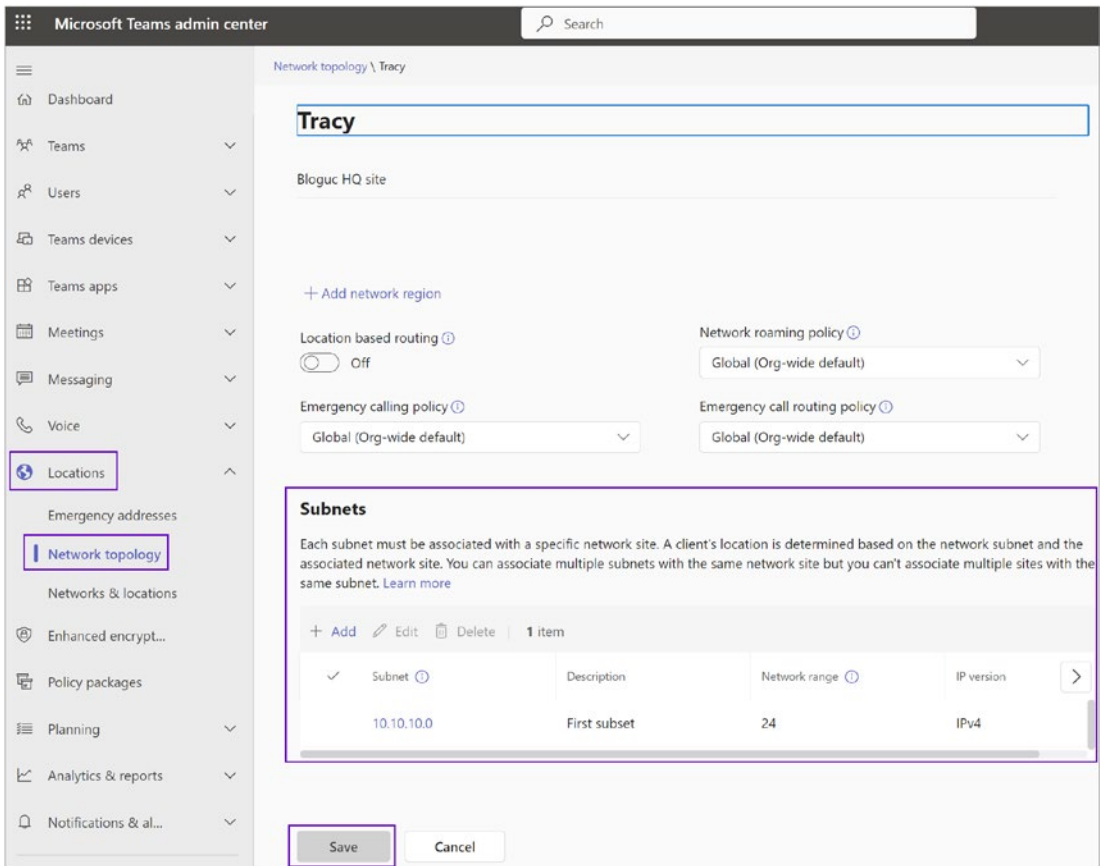 Microsoft Teams admin center
Search
Network topology \ Tracy
Dashboard
Teams
Users
Teams devices
Teams apps
Meetings
Messaging
Voice
Locations
Emergency addresses
Network topology
Networks & locations
Enhanced encrypt...
Policy packages
Planning
Analytics & reports
Notifications & al...
Tracy
Bloguc HQ site
+ Add network region
Location based routing
Off
Network roaming policy
Global (Org-wide default)
Emergency calling policy
Global (Org-wide default)
Emergency call routing policy
Global (Org-wide default)
Subnets
Each subnet must be associated with a specific network site. A client's location is determined based on the network subnet and the
associated network site. You can associate multiple subnets with the same network site but you can't associate multiple sites with the
same subnet. Learn more
+ Add Edit Delete | 1 item
Subnet Description Network range IP version
10.10.10.0 First subset 24 IPv4
Save Cancel